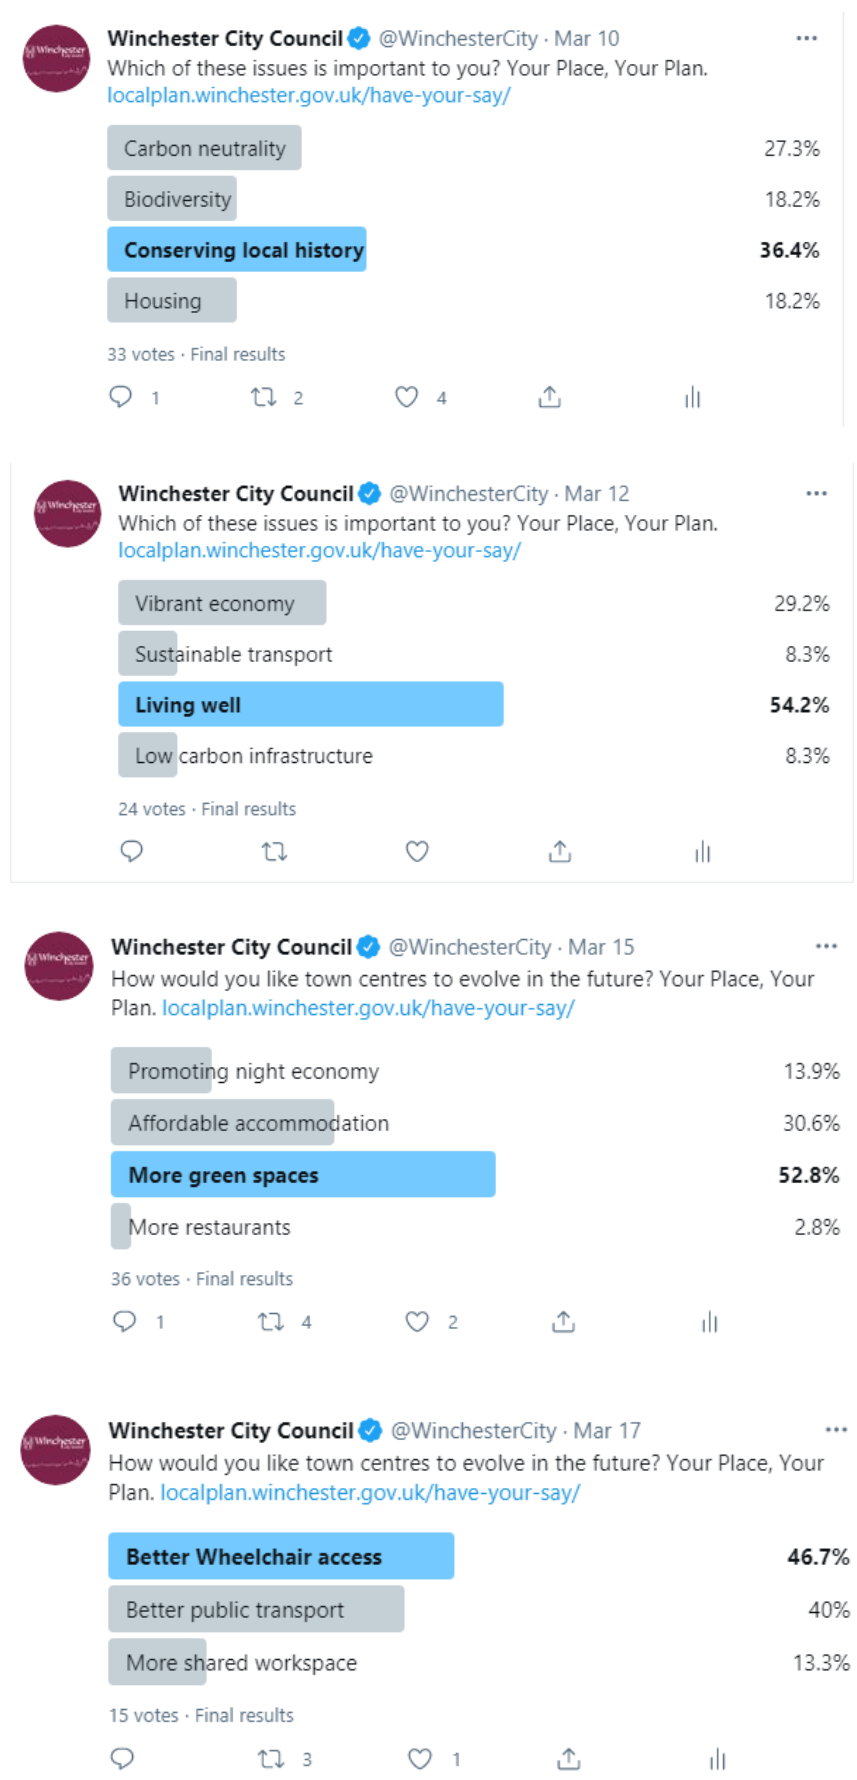 Winchester
Winchester City Council @WinchesterCity · Mar 10 ...
Which of these issues is important to you? Your Place, Your Plan.
localplan.winchester.gov.uk/have-your-say/
Carbon neutrality 27.3%
Biodiversity 18.2%
Conserving local history 36.4%
Housing 18.2%
33 votes · Final results
1 2 4
Winchester
Winchester City Council @WinchesterCity · Mar 12 ...
Which of these issues is important to you? Your Place, Your Plan.
localplan.winchester.gov.uk/have-your-say/
Vibrant economy 29.2%
Sustainable transport 8.3%
Living well 54.2%
Low carbon infrastructure 8.3%
24 votes · Final results
Winchester
Winchester City Council @WinchesterCity · Mar 15 ...
How would you like town centres to evolve in the future? Your Place, Your
Plan. localplan.winchester.gov.uk/have-your-say/
Promoting night economy 13.9%
Affordable accommodation 30.6%
More green spaces 52.8%
More restaurants 2.8%
36 votes · Final results
1 4 2
Winchester
Winchester City Council @WinchesterCity · Mar 17 ...
How would you like town centres to evolve in the future? Your Place, Your
Plan. localplan.winchester.gov.uk/have-your-say/
Better Wheelchair access 46.7%
Better public transport 40%
More shared workspace 13.3%
15 votes · Final results
3 1